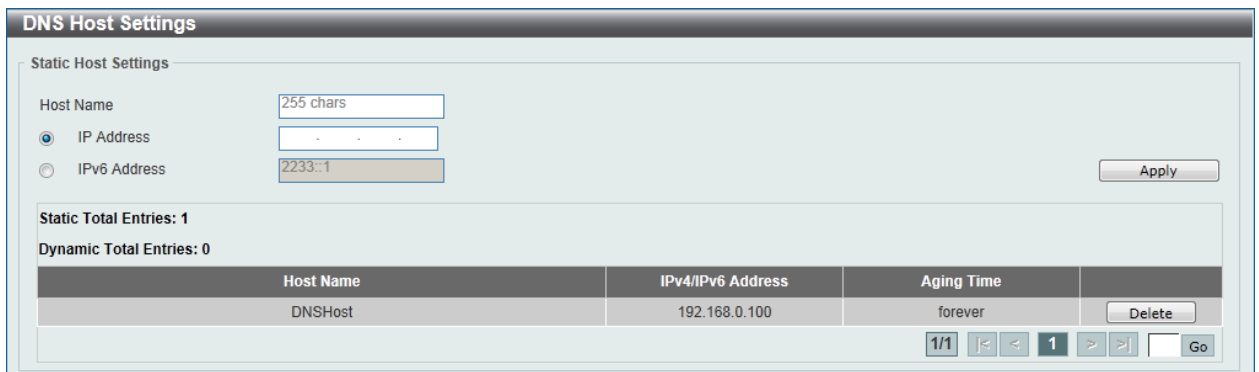 DNS Host Settings
Static Host Settings
Host Name 255 chars
IP Address . . .
IPv6 Address 2233::1 Apply
Static Total Entries: 1
Dynamic Total Entries: 0
Host Name IPv4/IPv6 Address Aging Time
DNSHost 192.168.0.100 forever Delete
1/1 |< < 1 > >| Go